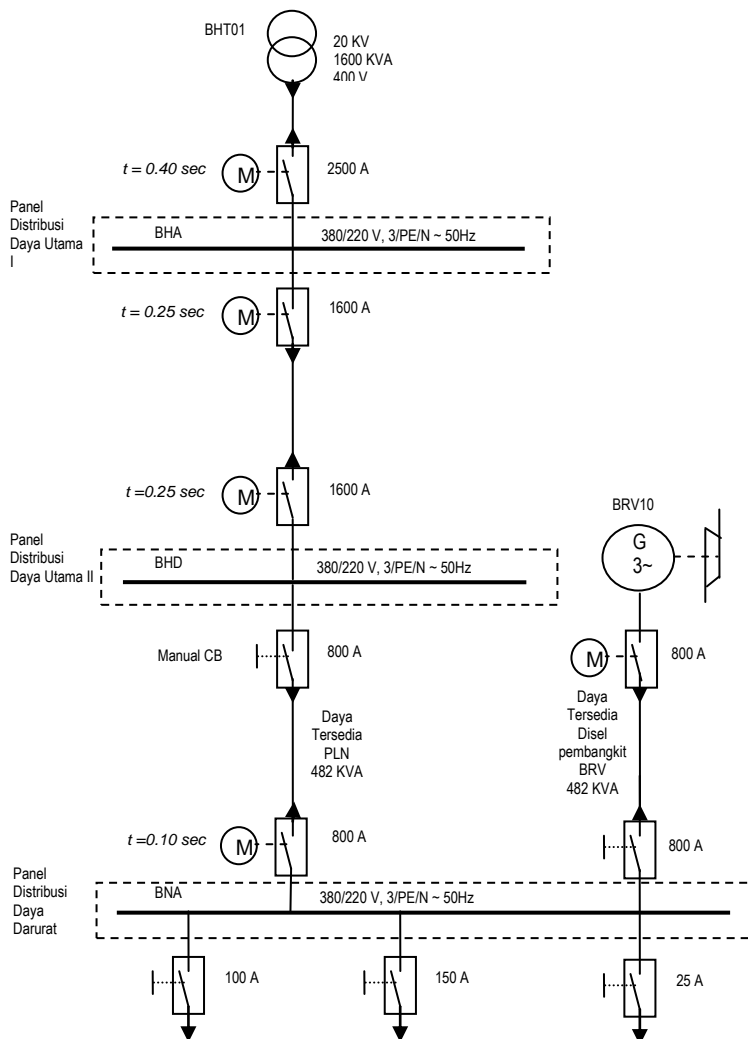 BHT01
20 KV
1600 KVA
400 V
t = 0.40 sec
M
2500 A
Panel
Distribusi
Daya Utama
I
BHA
380/220 V, 3/PE/N ~ 50Hz
t = 0.25 sec
M
1600 A
t=0.25 sec
M
1600 A
BRV10
G
3~
Panel
Distribusi
Daya Utama II
BHD
380/220 V, 3/PE/N ~ 50Hz
Manual CB
800 A
M
800 A
Daya
Tersedia
PLN
482 KVA
Daya
Tersedia
Disel
pembangkit
BRV
482 KVA
t=0.10 sec
M
800 A
800 A
Panel
Distribusi
Daya
Darurat
BNA
380/220 V, 3/PE/N ~ 50Hz
100 A
150 A
25 A